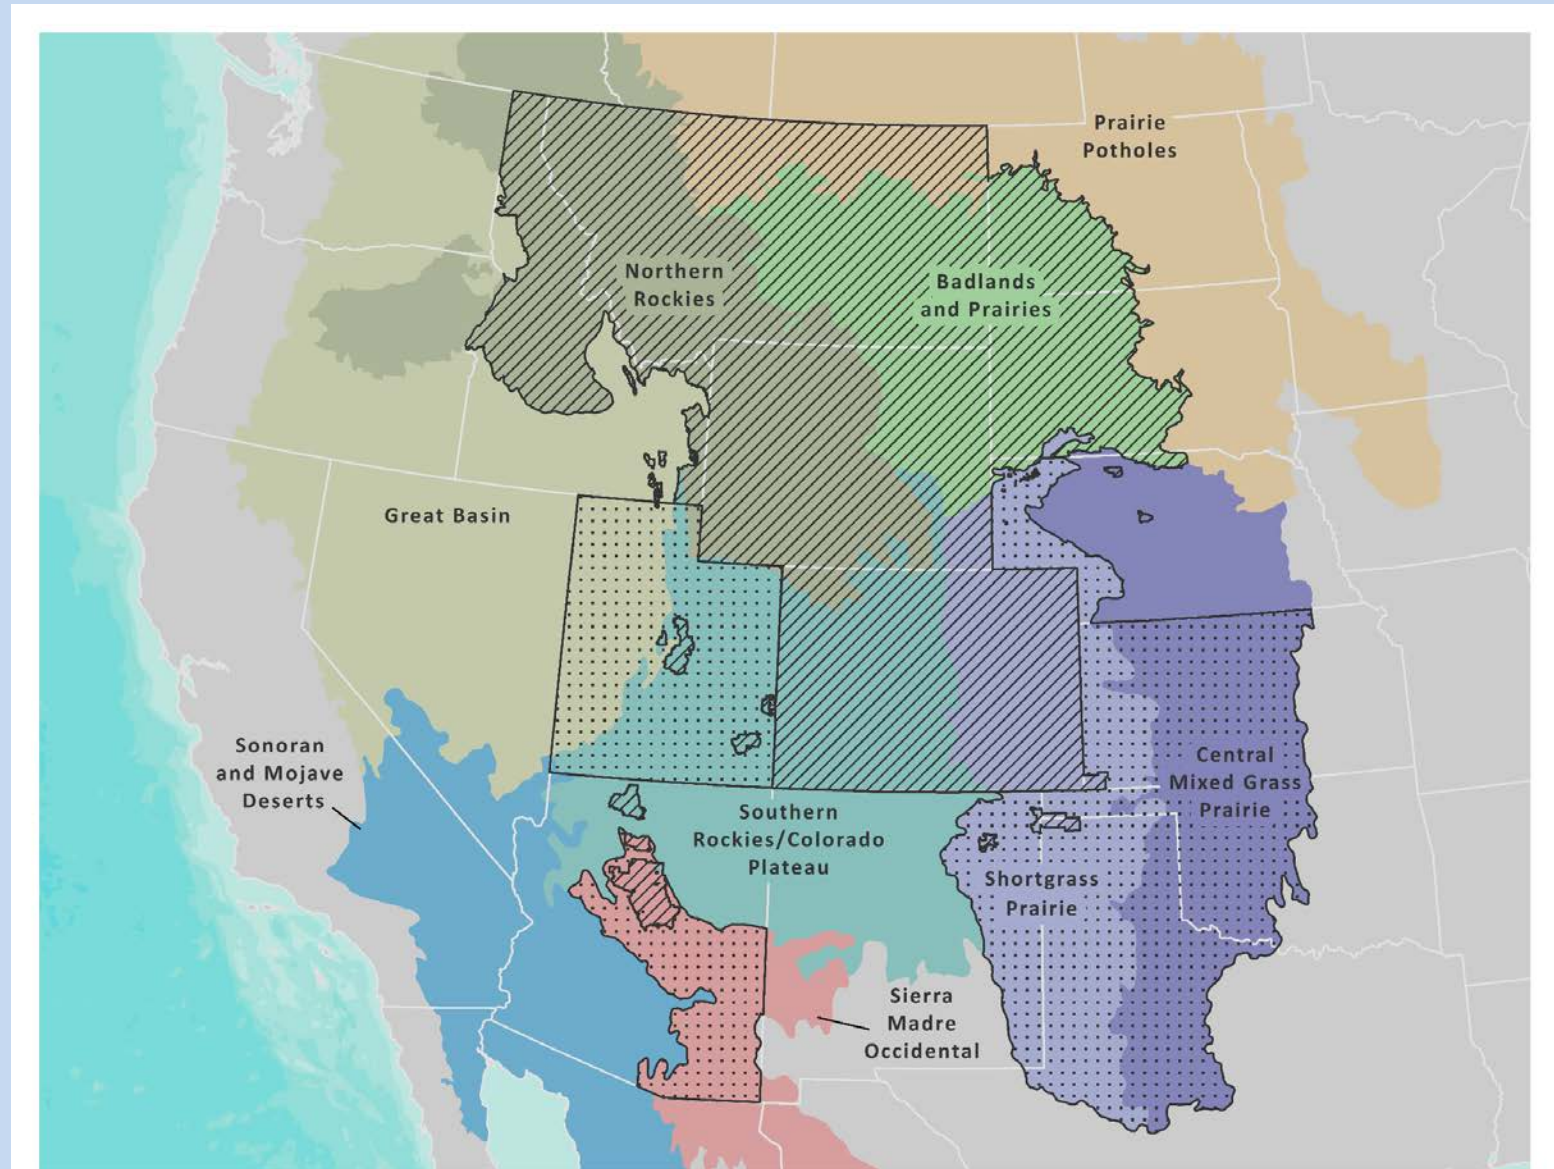 Prairie
Potholes
Northern
Rockies
Badlands
and Prairies
Great Basin
Sonoran
and Mojave
Deserts
Central
Mixed Grass
Prairie
Southern
Rockies/Colorado
Plateau
Shortgrass
Prairie
Sierra
Madre
Occidental